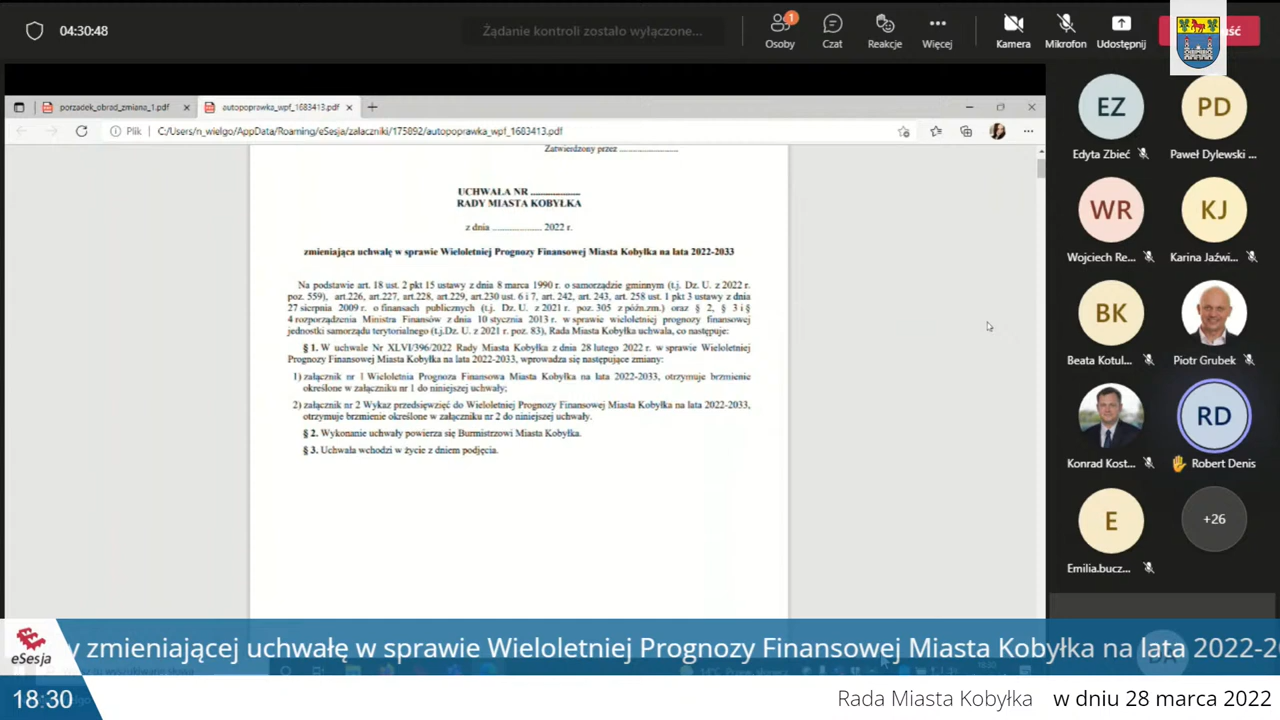 04:30:48
Żądanie kontroli zostało wyłączone...
1
Osoby
Czat
Reakcje
Więcej
Kamera
Mikrofon
Udostępnij
porzadek_obrad_zmiana_1.pdf
autopoprawka_wpf_1683413.pdf
Plik
C:/Users/n_wielgo/AppData/Roaming/eSesja/zalaczniki/175892/autopoprawka_wpf_1683413.pdf
Zatwierdzony przez
UCHWAŁA NR
RADY MIASTA KOBYŁKA
z dnia 2022 r.
zmieniająca uchwałę w sprawie Wieloletniej Prognozy Finansowej Miasta Kobyłka na lata 2022-2033
Na podstawie art. 18 ust. 2 pkt 15 ustawy z dnia 8 marca 1990 r. o samorządzie gminnym (t.j. Dz. U. z 2022 r.
poz. 559), art.226, art.227, art.228, art.229, art.230 ust. 6 i 7, art. 242, art. 243, art. 258 ust. 1 pkt 3 ustawy z dnia
27 sierpnia 2009 r. o finansach publicznych (t.j. Dz. U. z 2021 r. poz. 305 z późn.zm.) oraz § 2, § 3 i §
4 rozporządzenia Ministra Finansów z dnia 10 stycznia 2013 r. w sprawie wieloletniej prognozy finansowej
jednostki samorządu terytorialnego (t.j.Dz. U. z 2021 r. poz. 83), Rada Miasta Kobyłka uchwala, co następuje:
§ 1. W uchwale Nr XLVI/396/2022 Rady Miasta Kobyłka z dnia 28 lutego 2022 r. w sprawie Wieloletniej
Prognozy Finansowej Miasta Kobyłka na lata 2022-2033, wprowadza się następujące zmiany:
1) załącznik nr 1 Wieloletnia Prognoza Finansowa Miasta Kobyłka na lata 2022-2033, otrzymuje brzmienie
określone w załączniku nr 1 do niniejszej uchwały;
2) załącznik nr 2 Wykaz przedsięwzięć do Wieloletniej Prognozy Finansowej Miasta Kobyłka na lata 2022-2033,
otrzymuje brzmienie określone w załączniku nr 2 do niniejszej uchwały.
§ 2. Wykonanie uchwały powierza się Burmistrzowi Miasta Kobyłka.
§ 3. Uchwała wchodzi w życie z dniem podjęcia.
EZ
Edyta Zbieć
PD
Paweł Dylewski ...
WR
Wojciech Re...
KJ
Karina Jaźwi...
BK
Beata Kotul...
Piotr Grubek
Konrad Kost...
RD
Robert Denis
E
Emilia.bucz...
+26
eSesja
y zmieniającej uchwałę w sprawie Wieloletniej Prognozy Finansowej Miasta Kobyłka na lata 2022-20
18:30
Rada Miasta Kobyłka w dniu 28 marca 2022